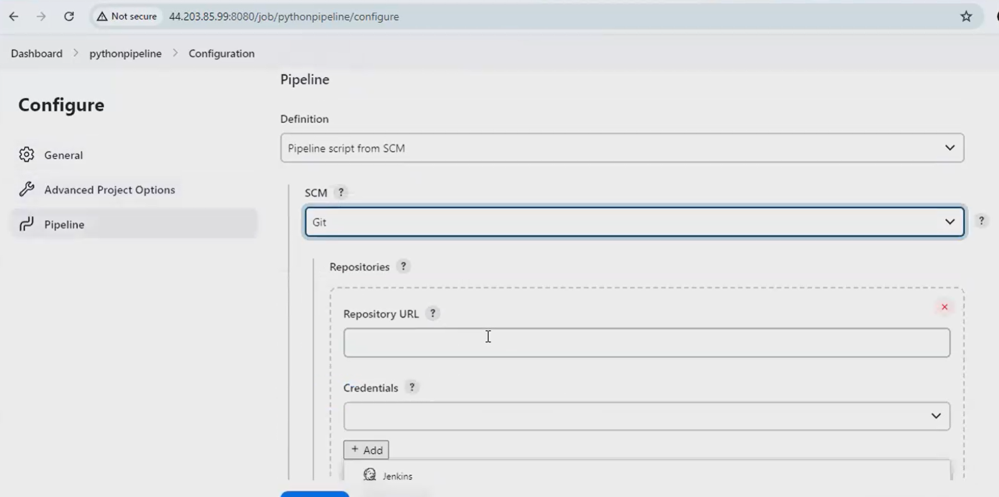 Not secure 44.203.85.99:8080/job/pythonpipeline/configure
Dashboard > pythonpipeline > Configuration
Pipeline
Configure
Definition
General
Pipeline script from SCM
Advanced Project Options
SCM ?
Pipeline
Git
?
Repositories ?
Repository URL ?
Credentials ?
+ Add
Jenkins